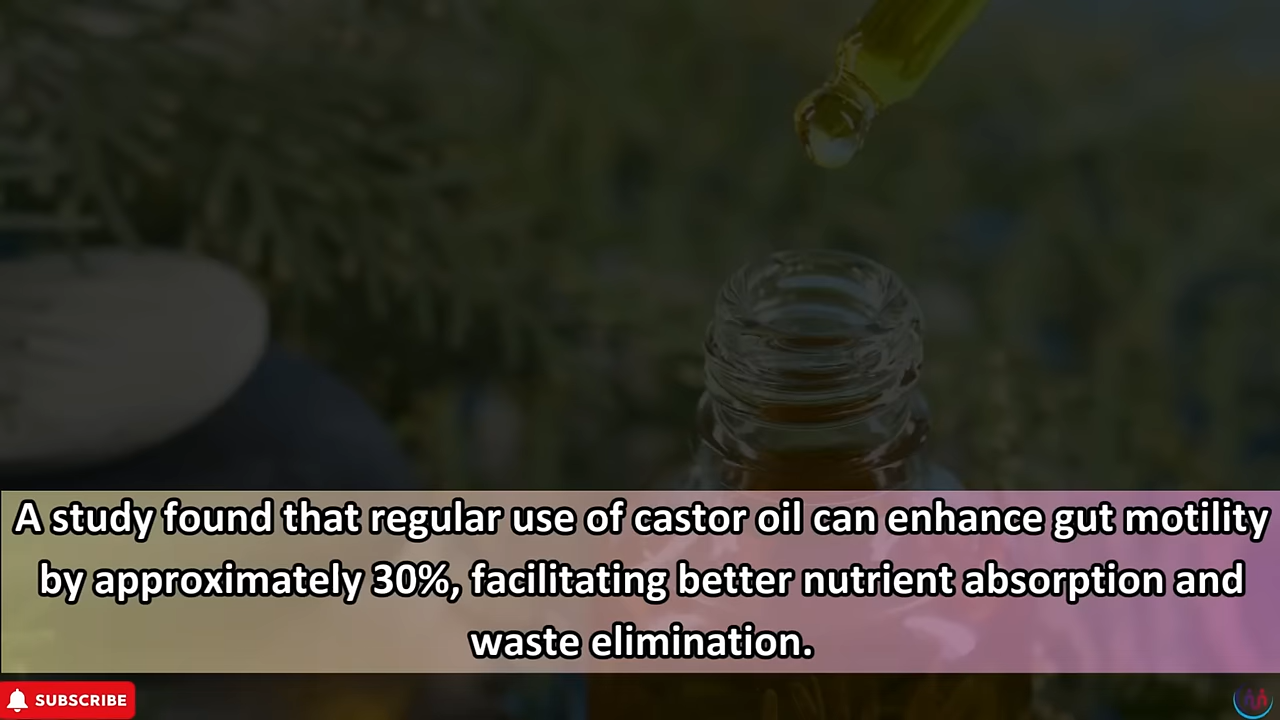 A study found that regular use of castor oil can enhance gut motility
by approximately 30%, facilitating better nutrient absorption and
waste elimination.
SUBSCRIBE